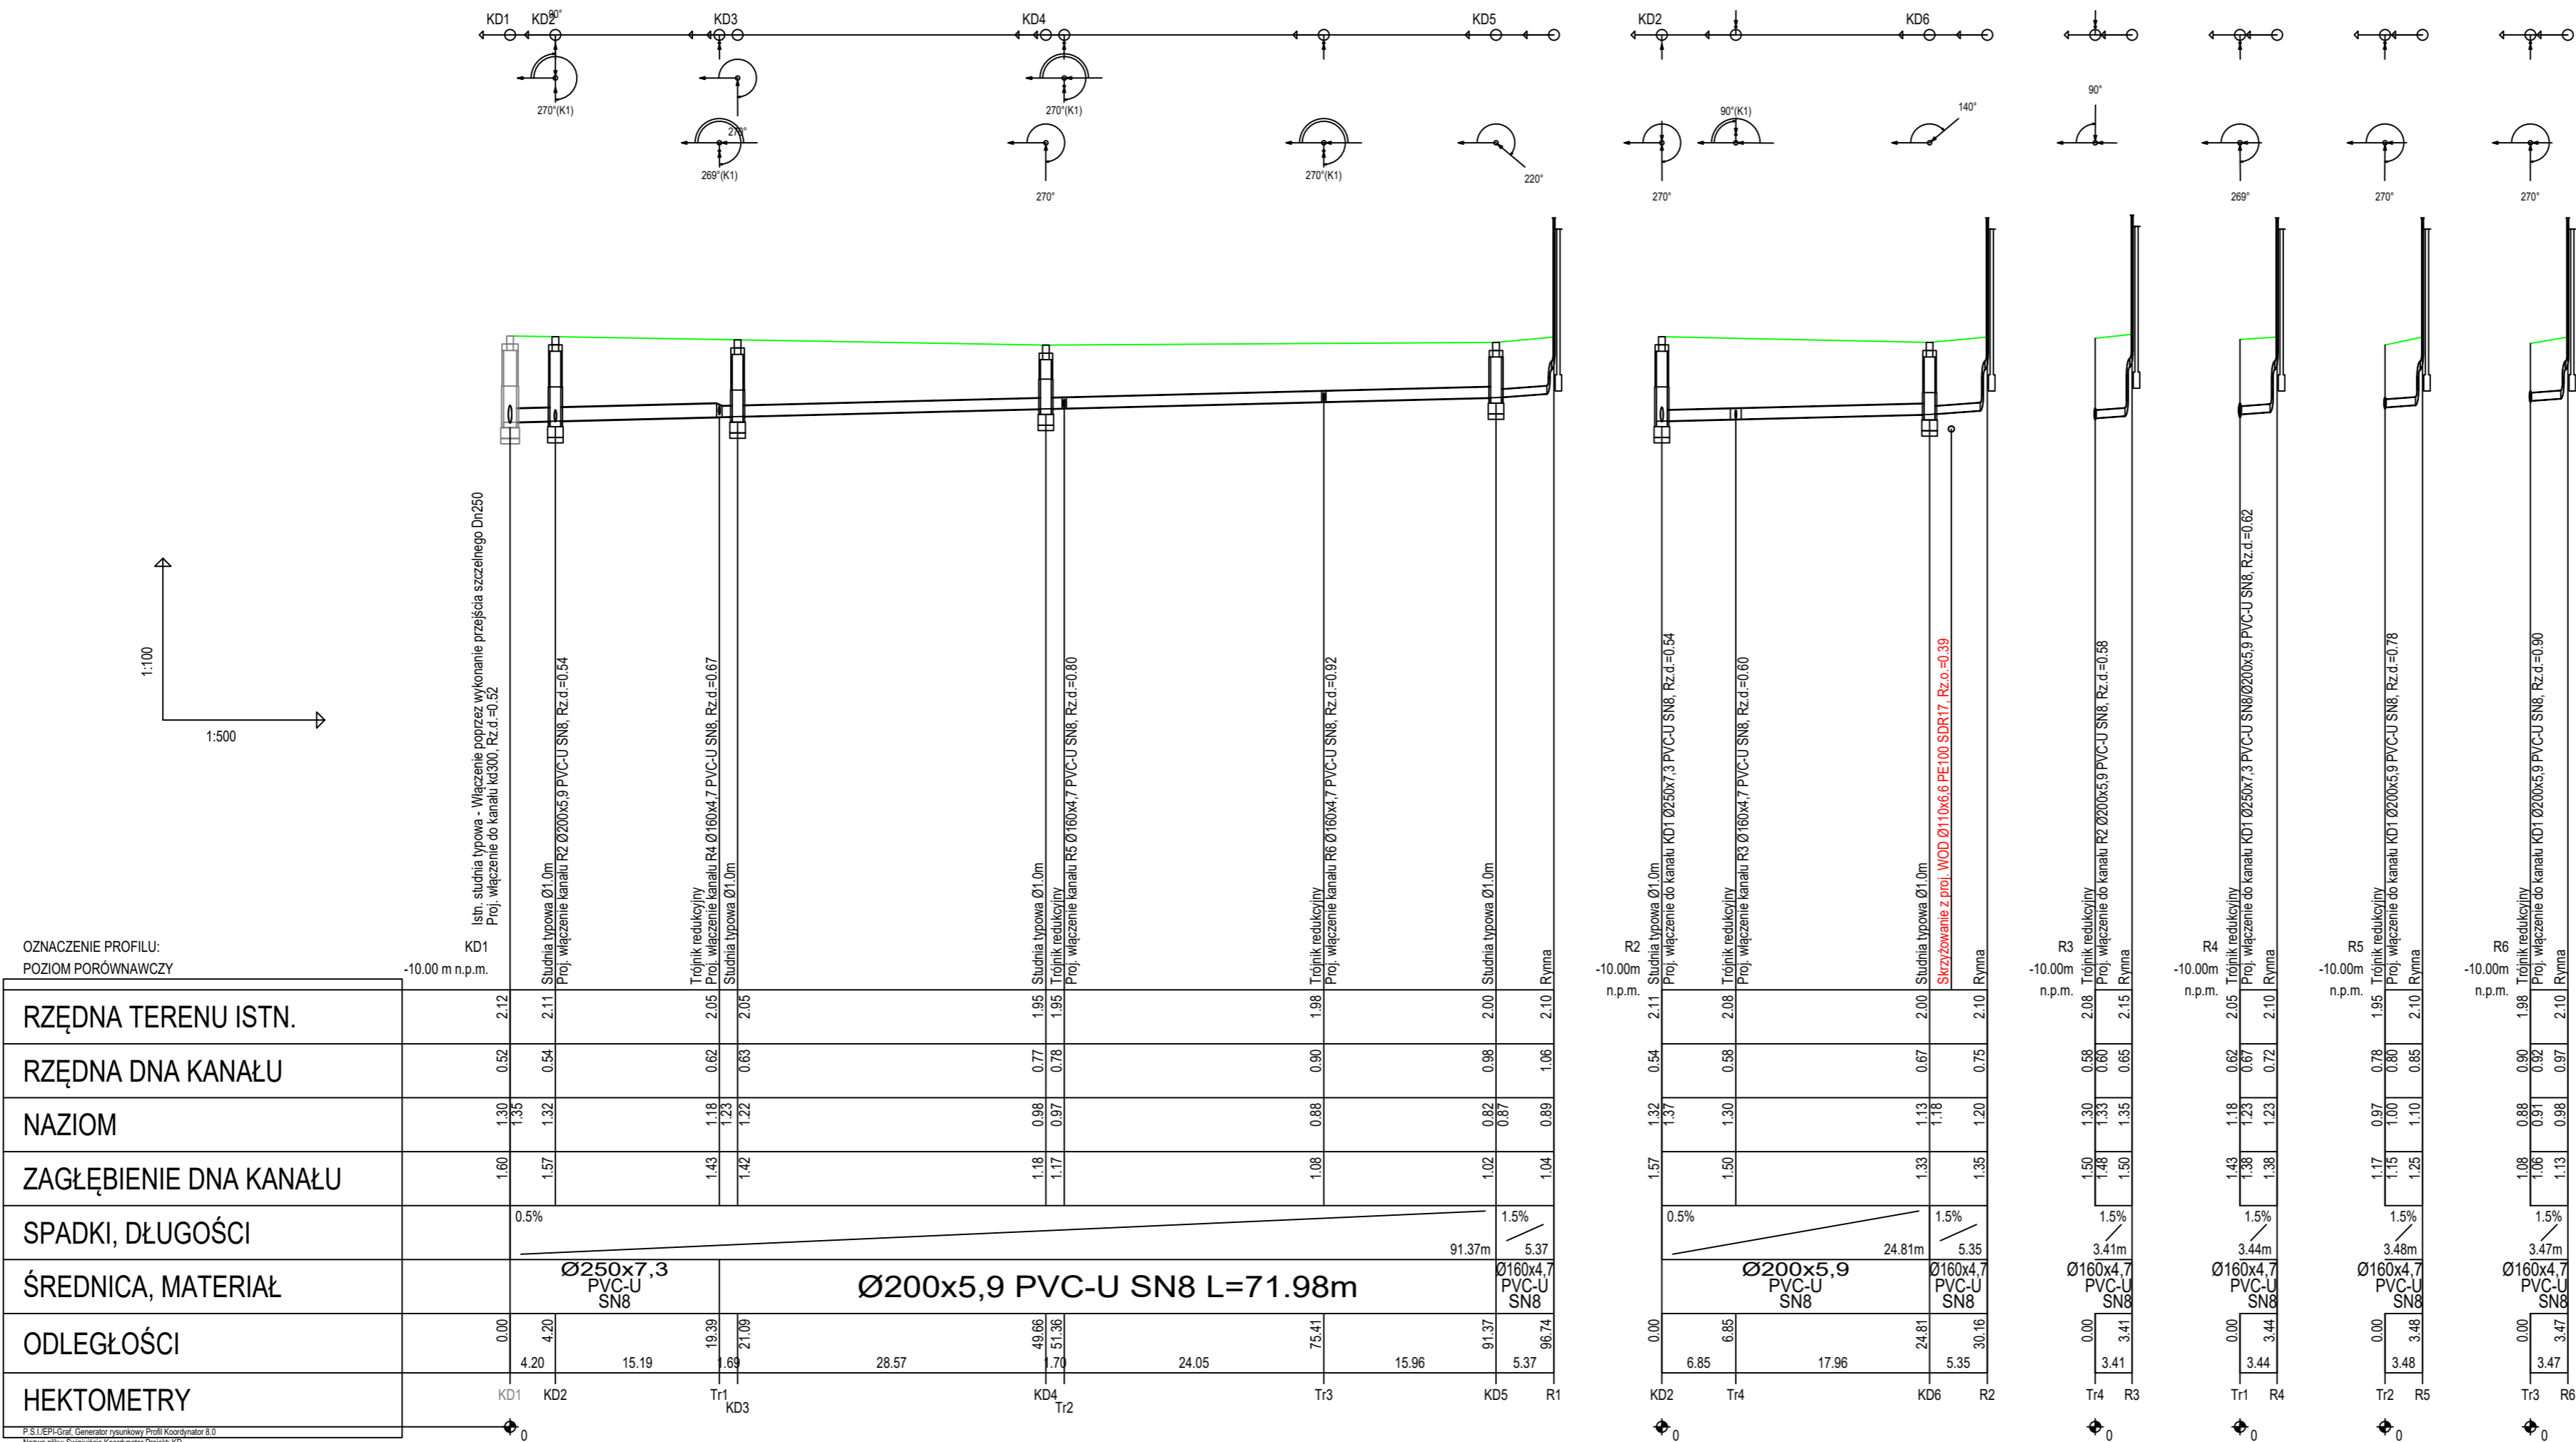 KD1 KD2 90° KD3 KD4 KD5 KD2 KD6
270°(K1) 270° 270°(K1) 90°(K1) 140° 90°
269°(K1) 270° 270°(K1) 220° 270° 269° 270° 270°
1:100
1:500
Istn. studnia typowa - Włączenie poprzez wykonanie przejścia szczelnego Dn250
Proj. włączenie do kanału kd300, Rz.d.=0.52
Studnia typowa Ø1.0m
Proj. włączenie kanału R2 Ø200x5,9 PVC-U SN8, Rz.d.=0.54
Trójnik redukcyjny
Proj. włączenie kanału R4 Ø160x4,7 PVC-U SN8, Rz.d.=0.67
Studnia typowa Ø1.0m
Studnia typowa Ø1.0m
Trójnik redukcyjny
Proj. włączenie kanału R5 Ø160x4,7 PVC-U SN8, Rz.d.=0.80
Trójnik redukcyjny
Proj. włączenie kanału R6 Ø160x4,7 PVC-U SN8, Rz.d.=0.92
Studnia typowa Ø1.0m
Rynna
Studnia typowa Ø1.0m
Proj. włączenie do kanału KD1 Ø250x7,3 PVC-U SN8, Rz.d.=0.54
Trójnik redukcyjny
Proj. włączenie kanału R3 Ø160x4,7 PVC-U SN8, Rz.d.=0.60
Studnia typowa Ø1.0m
Skrzyżowanie z proj. WOD Ø110x6,6 PE100 SDR17, Rz.o.=0.39
Rynna
Trójnik redukcyjny
Proj. włączenie do kanału R2 Ø200x5,9 PVC-U SN8, Rz.d.=0.58
Rynna
Trójnik redukcyjny
Proj. włączenie do kanału KD1 Ø250x7,3 PVC-U SN8/Ø200x5,9 PVC-U SN8, Rz.d.=0.62
Rynna
Trójnik redukcyjny
Proj. włączenie do kanału KD1 Ø200x5,9 PVC-U SN8, Rz.d.=0.78
Rynna
Trójnik redukcyjny
Proj. włączenie do kanału KD1 Ø200x5,9 PVC-U SN8, Rz.d.=0.90
Rynna
OZNACZENIE PROFILU: KD1 R2 R3 R4 R5 R6
POZIOM PORÓWNAWCZY -10.00 m n.p.m. -10.00m -10.00m -10.00m -10.00m -10.00m
n.p.m. n.p.m. n.p.m. n.p.m. n.p.m.
RZĘDNA TERENU ISTN. 2.12 2.11 2.05 2.05 1.95 1.95 1.98 2.00 2.10 2.11 2.08 2.00 2.10 2.08 2.15 2.05 2.10 1.95 2.10 1.98 2.10
RZĘDNA DNA KANAŁU 0.52 0.54 0.62 0.63 0.77 0.78 0.90 0.98 1.06 0.54 0.58 0.67 0.75 0.58 0.60 0.65 0.62 0.67 0.72 0.78 0.80 0.85 0.90 0.92 0.97
NAZIOM 1.30 1.35 1.32 1.18 1.23 1.22 0.98 0.97 0.88 0.82 0.87 0.89 1.32 1.37 1.30 1.13 1.18 1.20 1.30 1.33 1.35 1.18 1.23 1.23 0.97 1.00 1.10 0.88 0.91 0.98
ZAGŁĘBIENIE DNA KANAŁU 1.60 1.57 1.43 1.42 1.18 1.17 1.08 1.02 1.04 1.57 1.50 1.33 1.35 1.50 1.48 1.50 1.43 1.38 1.38 1.17 1.15 1.25 1.08 1.06 1.13
SPADKI, DŁUGOŚCI 0.5% 1.5% 0.5% 1.5% 1.5% 1.5% 1.5% 1.5%
91.37m 5.37 24.81m 5.35 3.41m 3.44m 3.48m 3.47m
ŚREDNICA, MATERIAŁ Ø250x7,3 PVC-U SN8 Ø200x5,9 PVC-U SN8 L=71.98m Ø160x4,7 PVC-U SN8 Ø200x5,9 PVC-U SN8 Ø160x4,7 PVC-U SN8 Ø160x4,7 PVC-U SN8 Ø160x4,7 PVC-U SN8 Ø160x4,7 PVC-U SN8 Ø160x4,7 PVC-U SN8
ODLEGŁOŚCI 0.00 4.20 19.39 21.09 49.66 51.36 75.41 91.37 96.74 0.00 6.85 24.81 30.16 0.00 3.41 0.00 3.44 0.00 3.48 0.00 3.47
4.20 15.19 1.69 28.57 1.70 24.05 15.96 5.37 6.85 17.96 5.35 3.41 3.44 3.48 3.47
HEKTOMETRY KD1 KD2 Tr1 KD3 KD4 Tr2 Tr3 KD5 R1 KD2 Tr4 KD6 R2 Tr4 R3 Tr1 R4 Tr2 R5 Tr3 R6
0 0 0 0 0 0
P.S.I./EPI-Graf, Generator rysunkowy Profil Koordynator 8.0